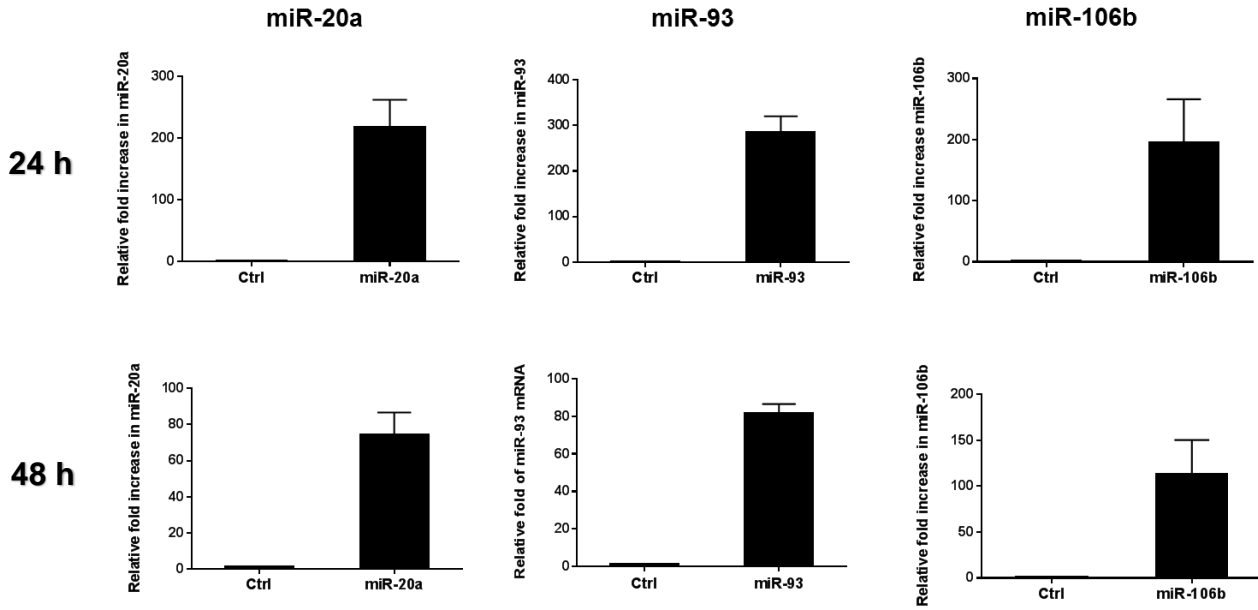 miR-20a
miR-93
miR-106b
24 h
Relative fold increase in miR-20a
300
200
100
0
Ctrl
miR-20a
Relative fold increase in miR-93
400
300
200
100
0
Ctrl
miR-93
Relative fold increase miR-106b
300
200
100
0
Ctrl
miR-106b
48 h
Relative fold increase in miR-20a
100
80
60
40
20
0
Ctrl
miR-20a
Relative fold of miR-93 mRNA
100
80
60
40
20
0
Ctrl
miR-93
Relative fold increase in miR-106b
200
150
100
50
0
Ctrl
miR-106b